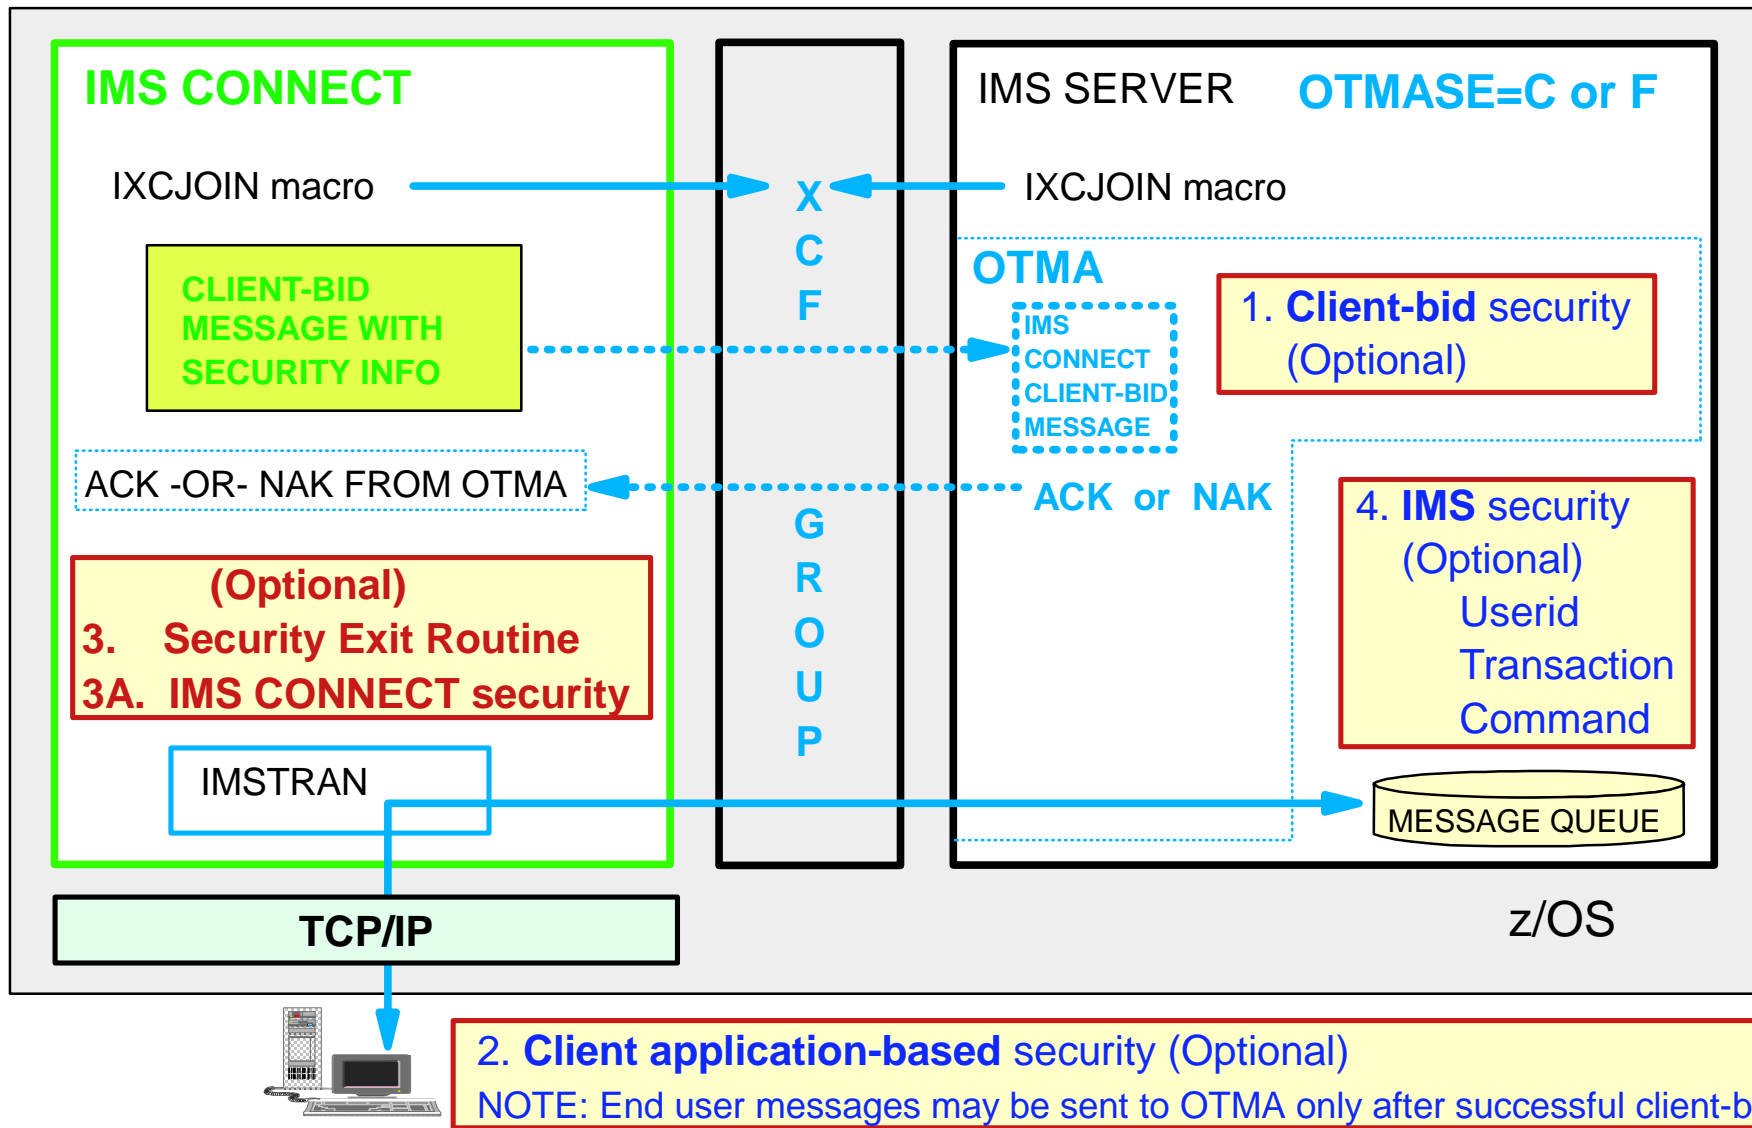 IMS CONNECT
IXCJOIN macro
CLIENT-BID
MESSAGE WITH
SECURITY INFO
ACK -OR- NAK FROM OTMA
(Optional)
3. Security Exit Routine
3A. IMS CONNECT security
IMSTRAN
TCP/IP
X
C
F
G
R
O
U
P
IMS SERVER OTMASE=C or F
IXCJOIN macro
OTMA
IMS
CONNECT
CLIENT-BID
MESSAGE
1. Client-bid security
(Optional)
ACK or NAK
4. IMS security
(Optional)
Userid
Transaction
Command
MESSAGE QUEUE
z/OS
2. Client application-based security (Optional)
NOTE: End user messages may be sent to OTMA only after successful client-b